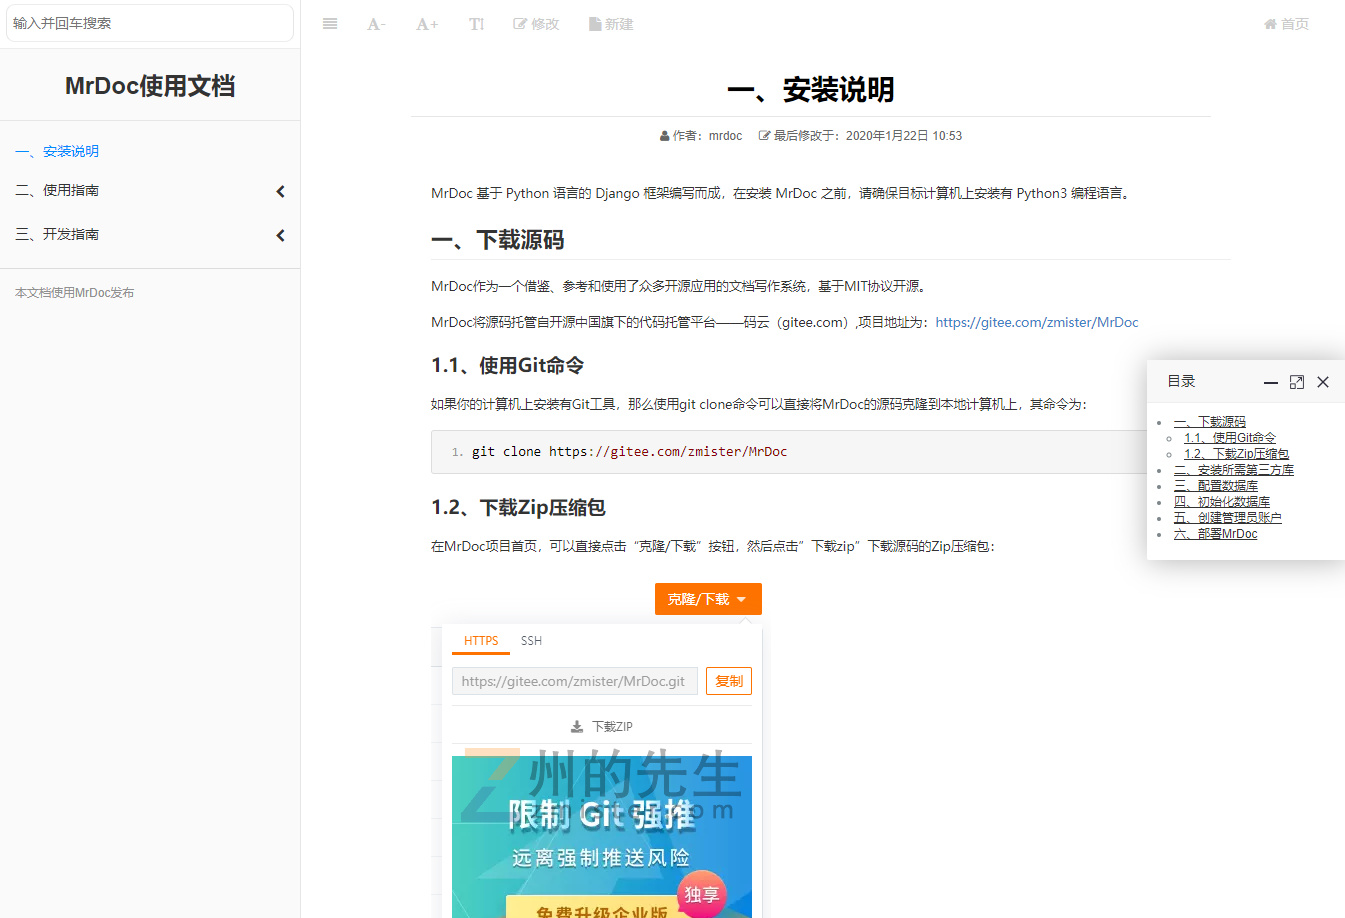 输入并回车搜索
MrDoc使用文档
一、安装说明
二、使用指南
三、开发指南
本文档使用MrDoc发布
A- A+ T! 修改 新建 首页
一、安装说明
作者：mrdoc 最后修改于：2020年1月22日 10:53
MrDoc 基于 Python 语言的 Django 框架编写而成，在安装 MrDoc 之前，请确保目标计算机上安装有 Python3 编程语言。
一、下载源码
MrDoc作为一个借鉴、参考和使用了众多开源应用的文档写作系统，基于MIT协议开源。
MrDoc将源码托管自开源中国旗下的代码托管平台——码云（gitee.com）,项目地址为：https://gitee.com/zmister/MrDoc
1.1、使用Git命令
如果你的计算机上安装有Git工具，那么使用git clone命令可以直接将MrDoc的源码克隆到本地计算机上，其命令为：
1. git clone https://gitee.com/zmister/MrDoc
1.2、下载Zip压缩包
在MrDoc项目首页，可以直接点击“克隆/下载”按钮，然后点击”下载zip”下载源码的Zip压缩包：
克隆/下载
HTTPS SSH
https://gitee.com/zmister/MrDoc.git 复制
下载ZIP
Z州的先生
zmister.com
限制 Git 强推
远离强制推送风险
独享
免费升级企业版
目录
一、下载源码
1.1、使用Git命令
1.2、下载Zip压缩包
二、安装所需第三方库
三、配置数据库
四、初始化数据库
五、创建管理员账户
六、部署MrDoc